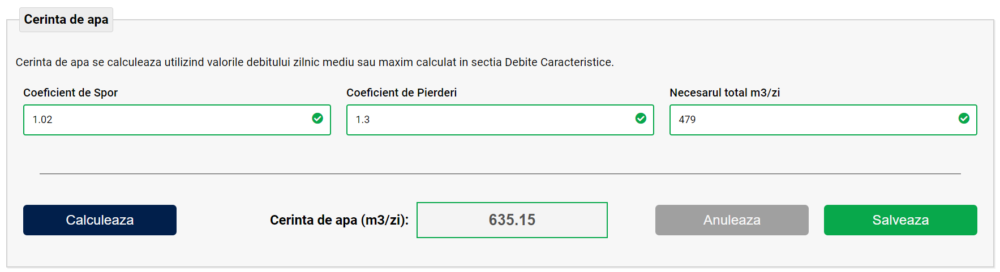 Cerinta de apa
Cerinta de apa se calculeaza utilizind valorile debitului zilnic mediu sau maxim calculat in sectia Debite Caracteristice.
Coeficient de Spor Coeficient de Pierderi Necesarul total m3/zi
1.02 1.3 479
Calculeaza Cerinta de apa (m3/zi): 635.15 Anuleaza Salveaza